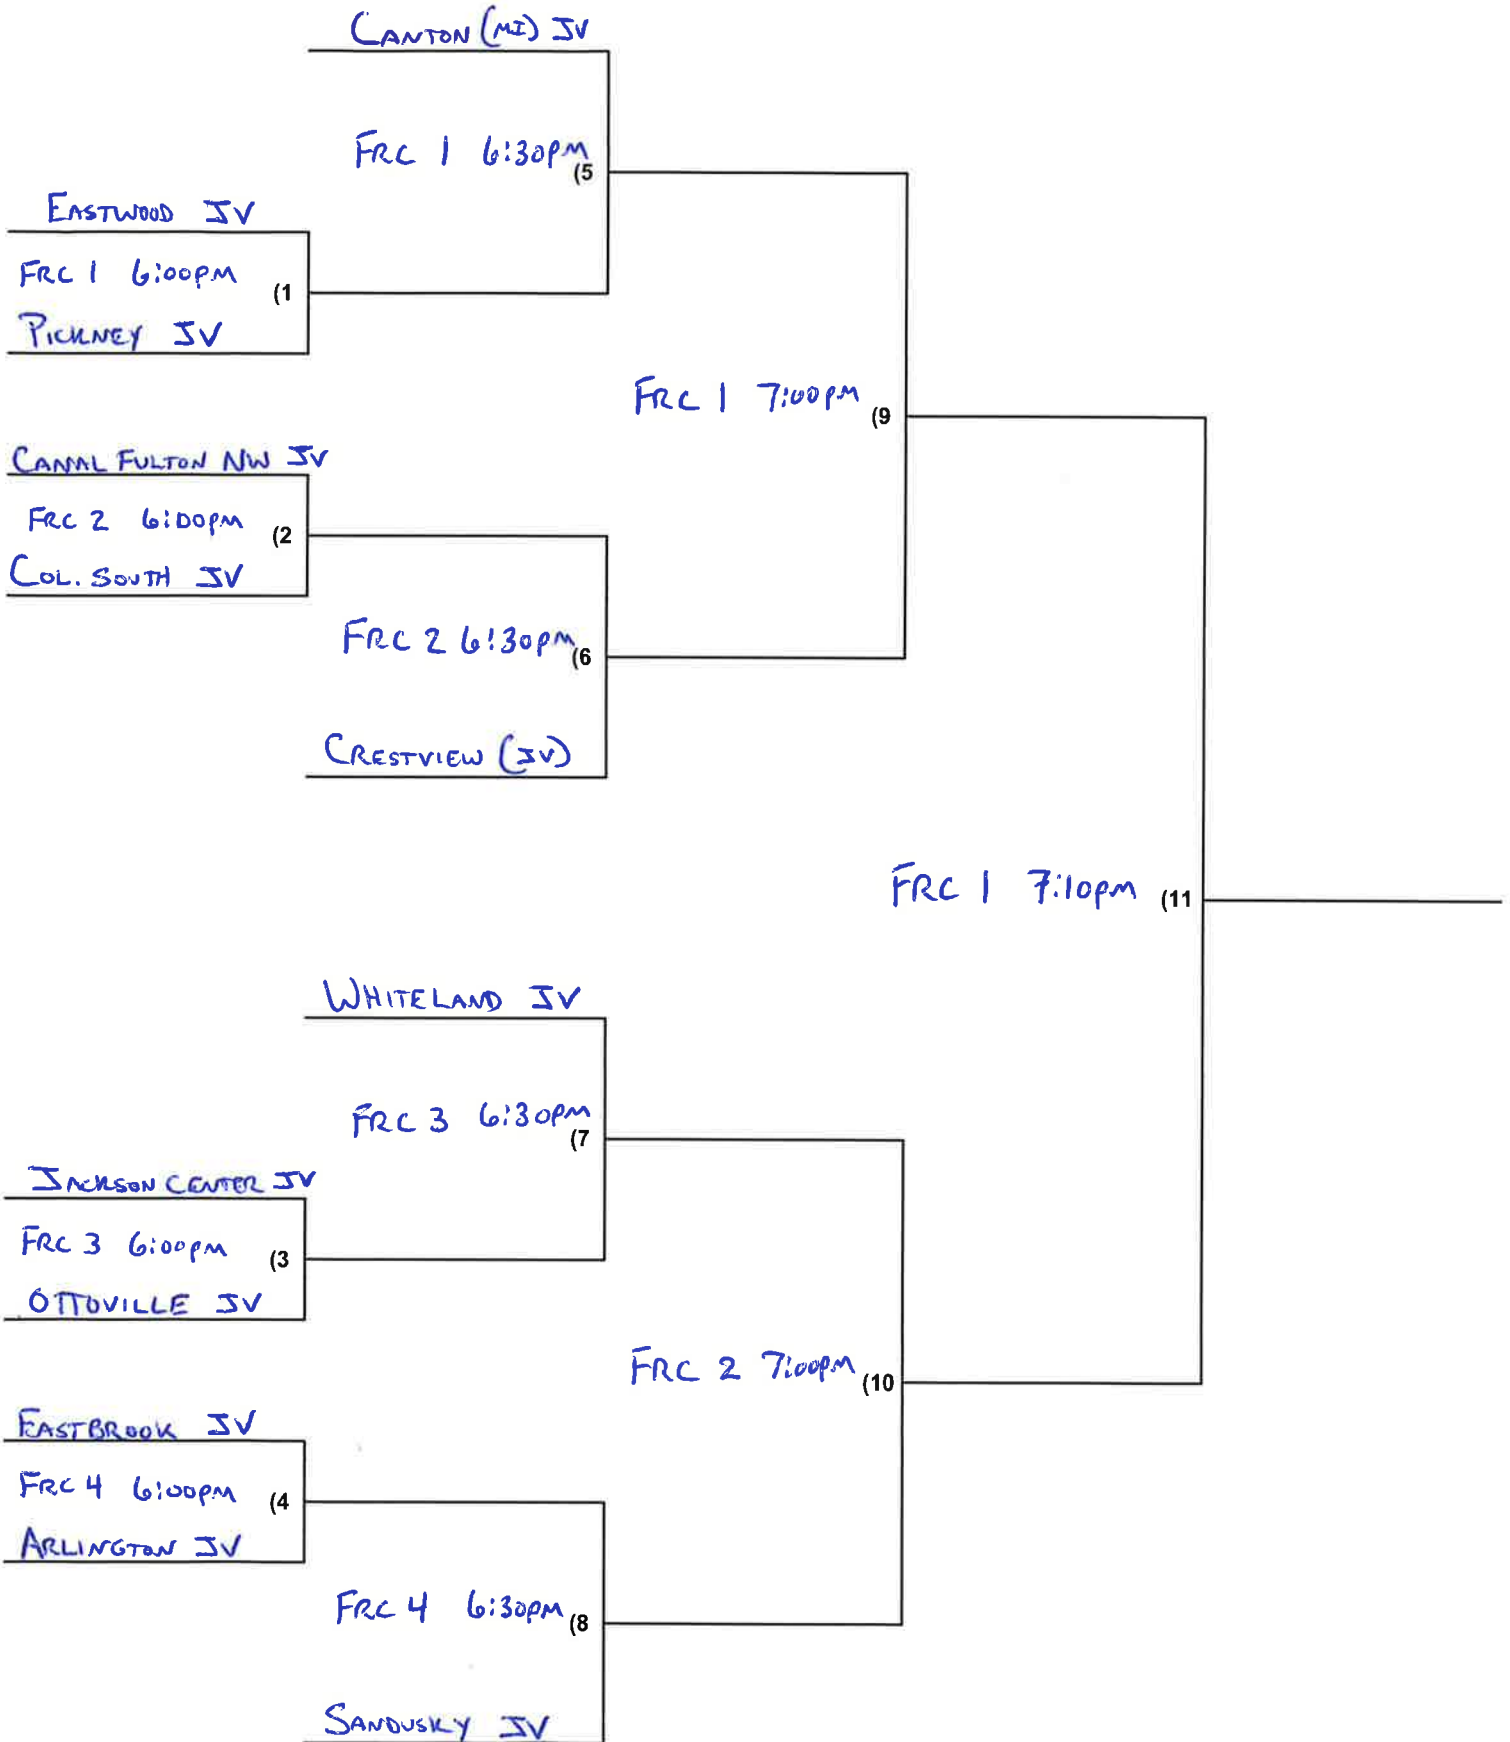 CANTON (MI) JV
FRC 1 6:30PM
(5
EASTWOOD JV
FRC 1 6:00PM
(1
PICKNEY JV
FRC 1 7:00PM
(9
CANAL FULTON NW JV
FRC 2 6:00PM
(2
COL. SOUTH JV
FRC 2 6:30PM
(6
CRESTVIEW (JV)
FRC 1 7:10PM
(11
WHITELAND JV
FRC 3 6:30PM
(7
JACKSON CENTER JV
FRC 3 6:00PM
(3
OTTOVILLE JV
FRC 2 7:00PM
(10
EASTBROOK JV
FRC 4 6:00PM
(4
ARLINGTON JV
FRC 4 6:30PM
(8
SANDUSKY JV